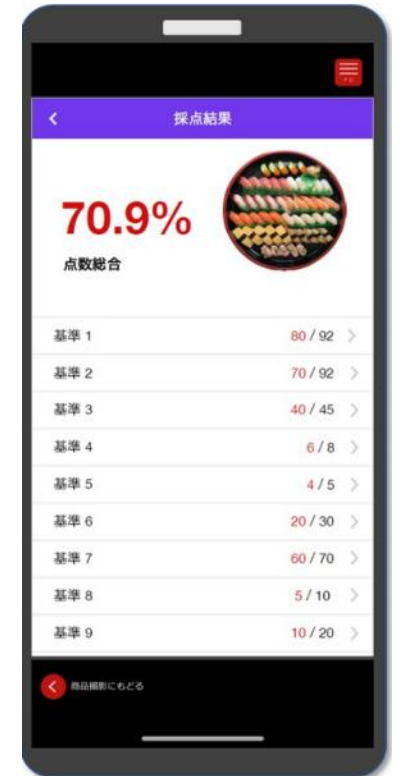 採点結果
70.9%
点数総合
基準 1 80 / 92
基準 2 70 / 92
基準 3 40 / 45
基準 4 6 / 8
基準 5 4 / 5
基準 6 20 / 30
基準 7 60 / 70
基準 8 5 / 10
基準 9 10 / 20
商品撮影にもどる